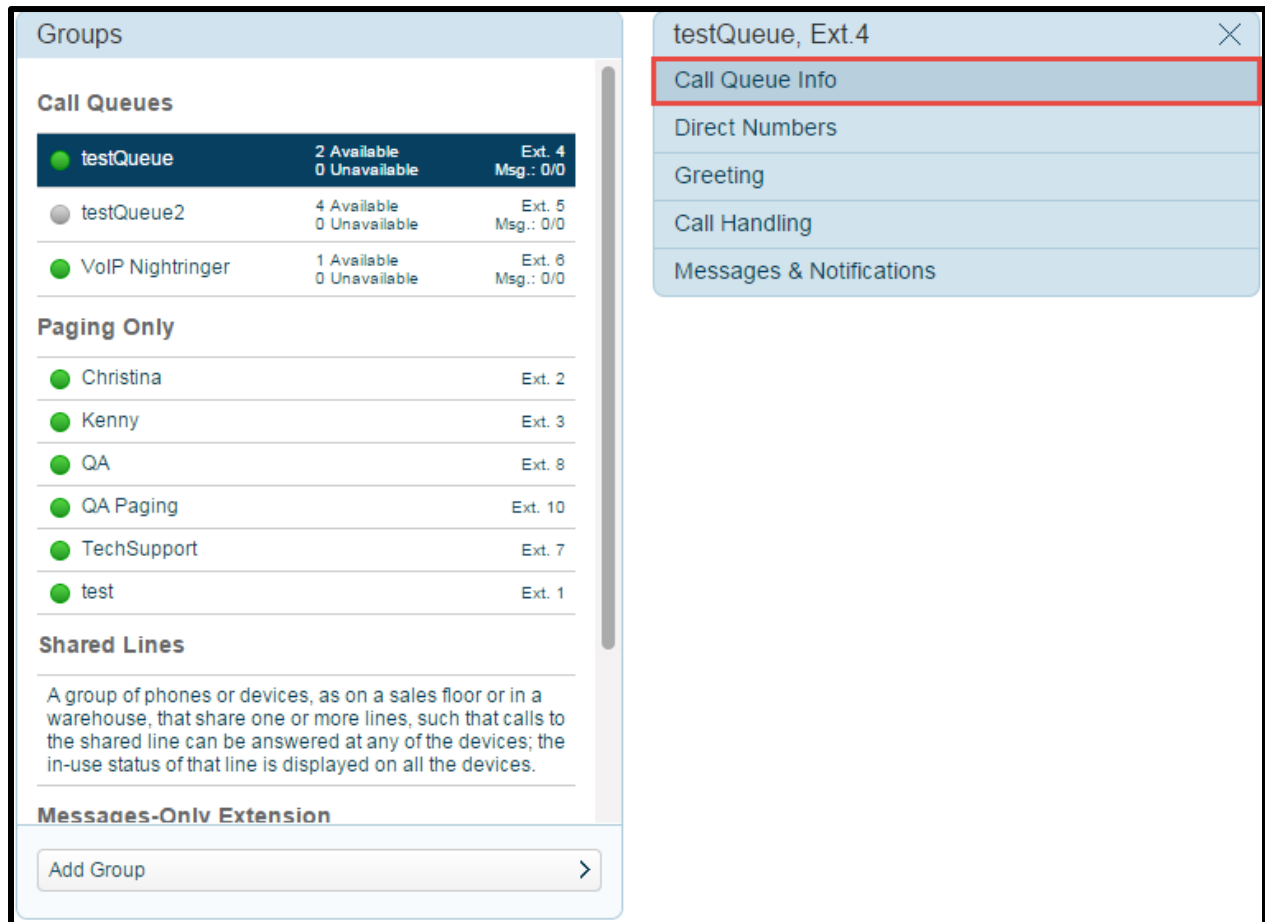 Groups
Call Queues
testQueue
2 Available
0 Unavailable
Ext. 4
Msg.: 0/0
testQueue2
4 Available
0 Unavailable
Ext. 5
Msg.: 0/0
VoIP Nightringer
1 Available
0 Unavailable
Ext. 6
Msg.: 0/0
Paging Only
Christina
Ext. 2
Kenny
Ext. 3
QA
Ext. 8
QA Paging
Ext. 10
TechSupport
Ext. 7
test
Ext. 1
Shared Lines
A group of phones or devices, as on a sales floor or in a
warehouse, that share one or more lines, such that calls to
the shared line can be answered at any of the devices; the
in-use status of that line is displayed on all the devices.
Messages-Only Extension
Add Group
testQueue, Ext.4
Call Queue Info
Direct Numbers
Greeting
Call Handling
Messages & Notifications